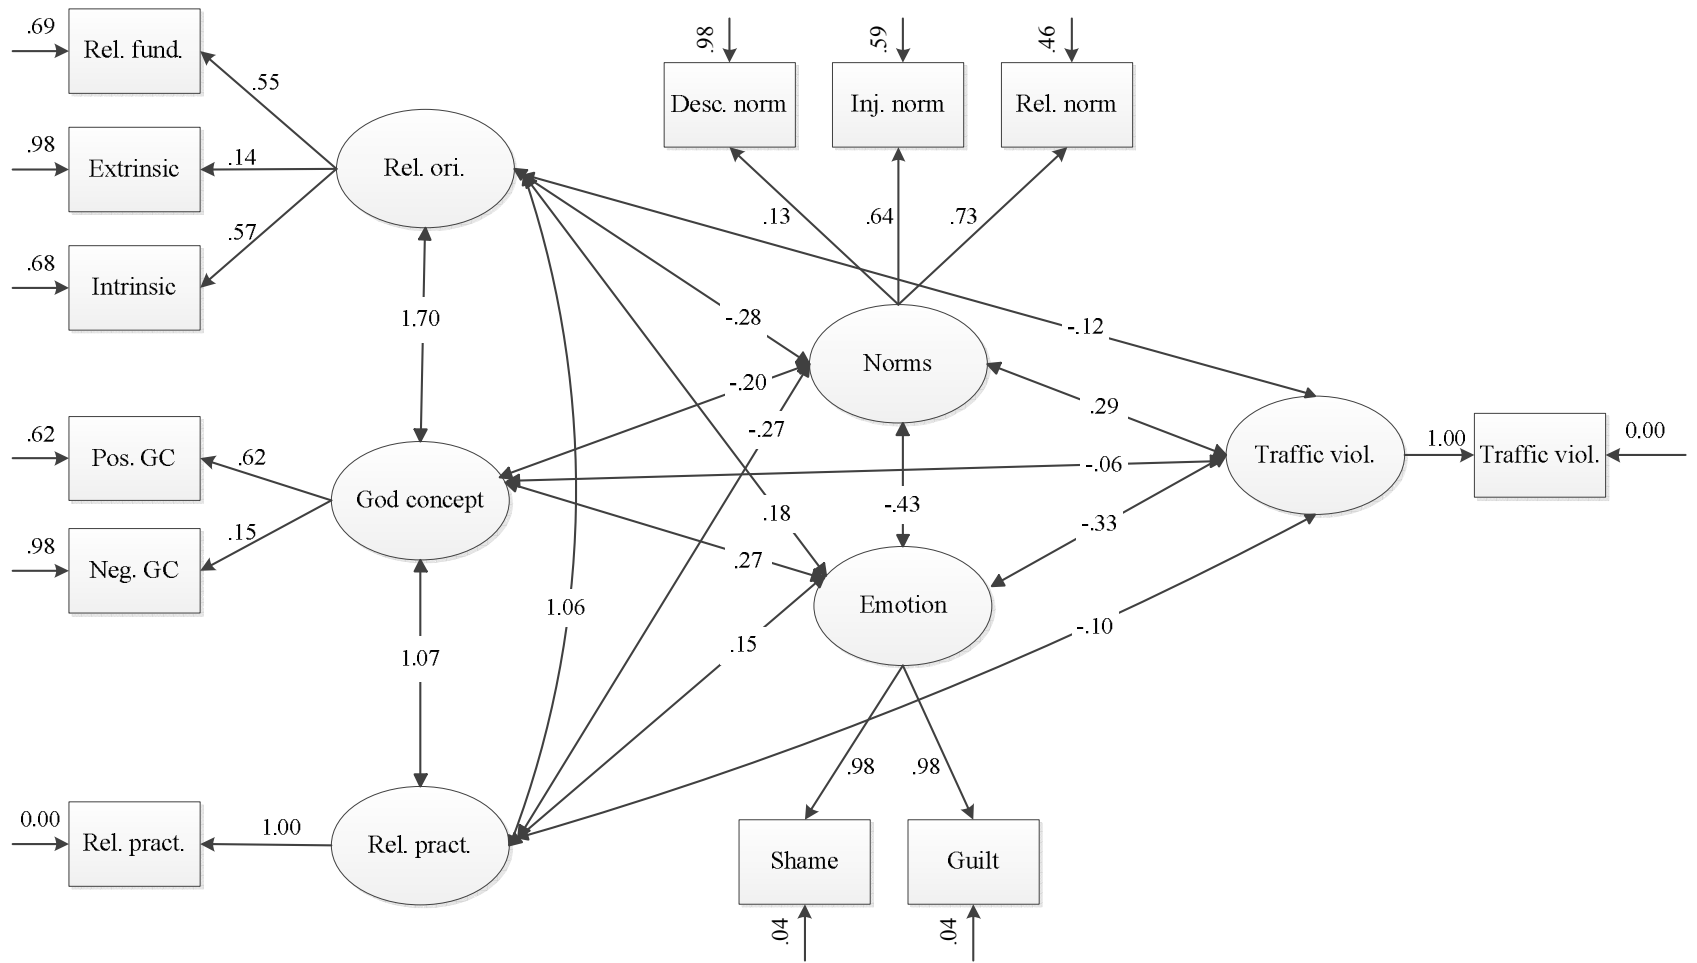 .69
Rel. fund.
.55
.98
Extrinsic
.14
.68
Intrinsic
.57
Rel. ori.
1.70
.98
.59
.46
Desc. norm
Inj. norm
Rel. norm
.13
.64
.73
-.28
-.12
Norms
-.20
-.27
.29
.62
Pos. GC
.62
.98
Neg. GC
.15
God concept
-.06
-.43
.18
.27
-.33
Traffic viol.
1.00
Traffic viol.
0.00
1.06
Emotion
.15
-.10
1.07
0.00
Rel. pract.
1.00
Rel. pract.
.98
.98
Shame
Guilt
.04
.04